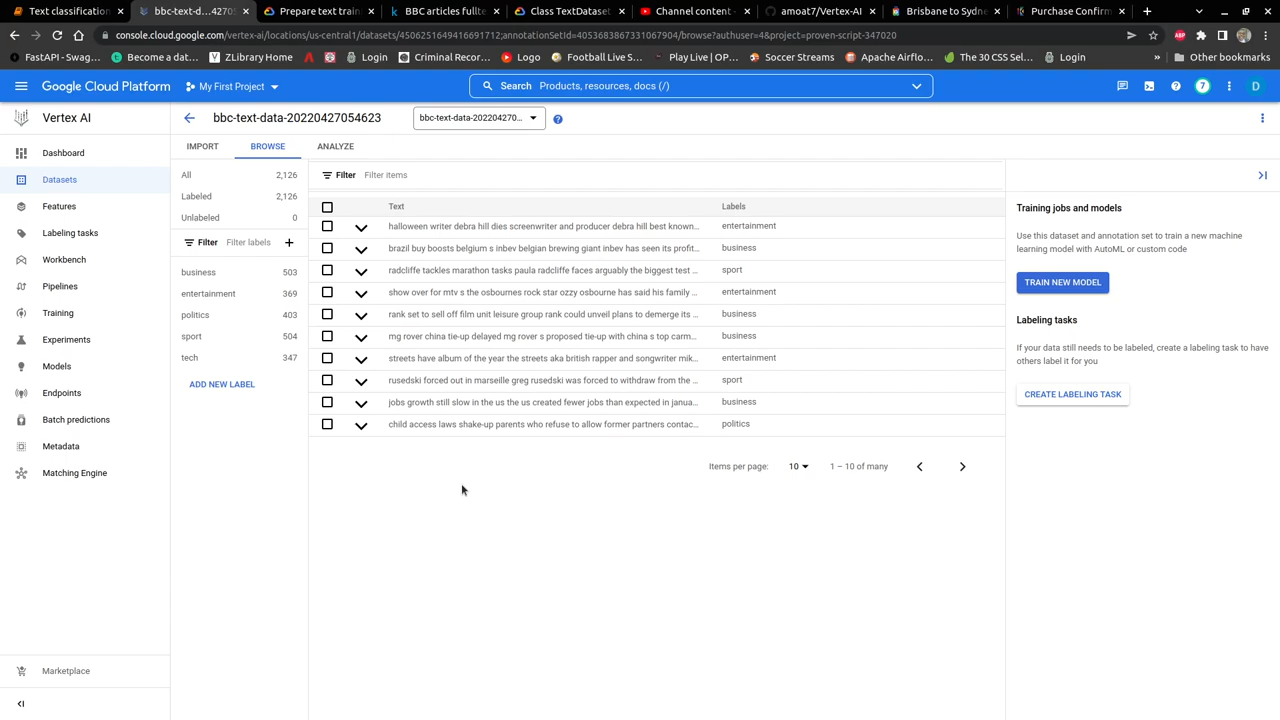 Text classification
bbc-text-d...4270
Prepare text train
BBC articles fullte
Class TextDataset
Channel content -
amoat7/Vertex-AI
Brisbane to Sydne
Purchase Confirm
console.cloud.google.com/vertex-ai/locations/us-central1/datasets/4506251649416691712;annotationSetId=4053683867331067904/browse?authuser=4&project=proven-script-347020
FastAPI - Swag...
Become a dat...
ZLibrary Home
Login
Criminal Recor...
Logo
Football Live S...
Play Live | OP...
Soccer Streams
Apache Airflo...
The 30 CSS Sel...
Login
»
Other bookmarks
Google Cloud Platform
My First Project
Search Products, resources, docs (/)
7
D
Vertex AI
bbc-text-data-20220427054623
bbc-text-data-202204270...
Dashboard
Datasets
Features
Labeling tasks
Workbench
Pipelines
Training
Experiments
Models
Endpoints
Batch predictions
Metadata
Matching Engine
Marketplace
IMPORT
BROWSE
ANALYZE
All 2,126
Labeled 2,126
Unlabeled 0
Filter Filter labels
business 503
entertainment 369
politics 403
sport 504
tech 347
ADD NEW LABEL
Filter Filter items
Text Labels
halloween writer debra hill dies screenwriter and producer debra hill best known... entertainment
brazil buy boosts belgium s inbev belgian brewing giant inbev has seen its profit... business
radcliffe tackles marathon tasks paula radcliffe faces arguably the biggest test ... sport
show over for mtv s the osbournes rock star ozzy osbourne has said his family ... entertainment
rank set to sell off film unit leisure group rank could unveil plans to demerge its ... business
mg rover china tie-up delayed mg rover s proposed tie-up with china s top carm... business
streets have album of the year the streets aka british rapper and songwriter mik... entertainment
rusedski forced out in marseille greg rusedski was forced to withdraw from the ... sport
jobs growth still slow in the us the us created fewer jobs than expected in janua... business
child access laws shake-up parents who refuse to allow former partners contac... politics
Items per page: 10 1 – 10 of many
Training jobs and models
Use this dataset and annotation set to train a new machine
learning model with AutoML or custom code
TRAIN NEW MODEL
Labeling tasks
If your data still needs to be labeled, create a labeling task to have
others label it for you
CREATE LABELING TASK